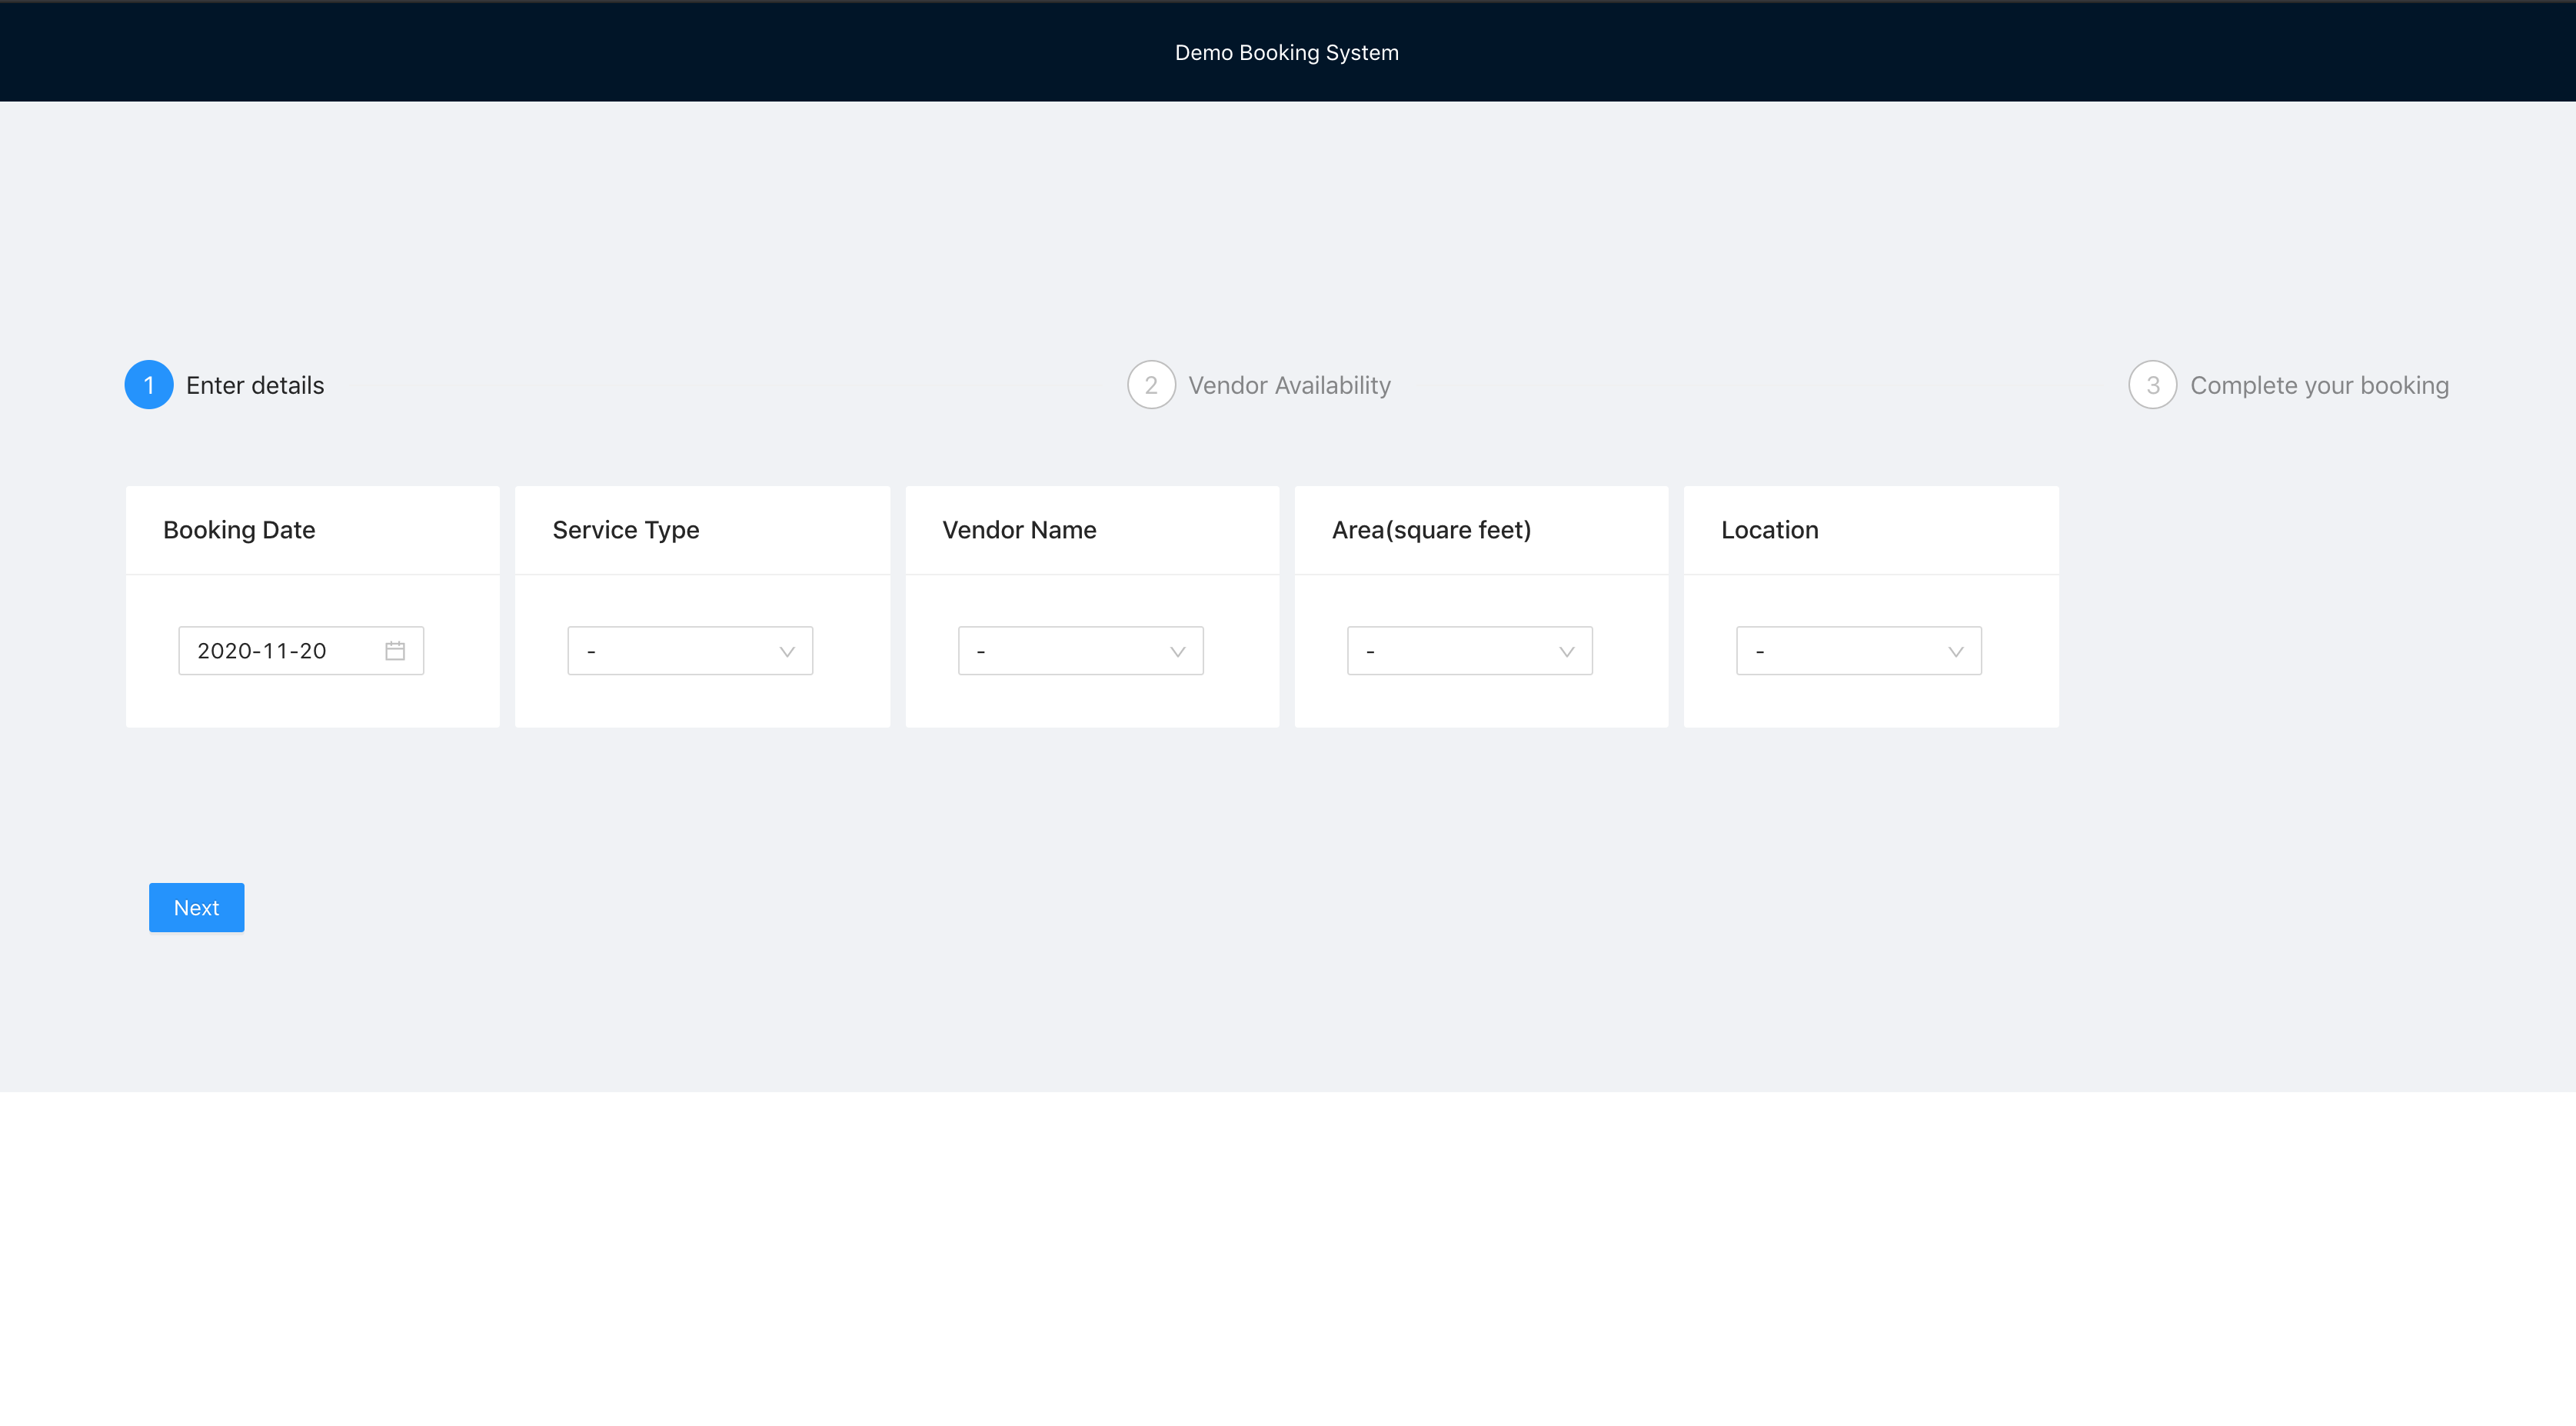 Demo Booking System
1 Enter details
2 Vendor Availability
3 Complete your booking
Booking Date
Service Type
Vendor Name
Area(square feet)
Location
2020-11-20
-
-
-
-
Next